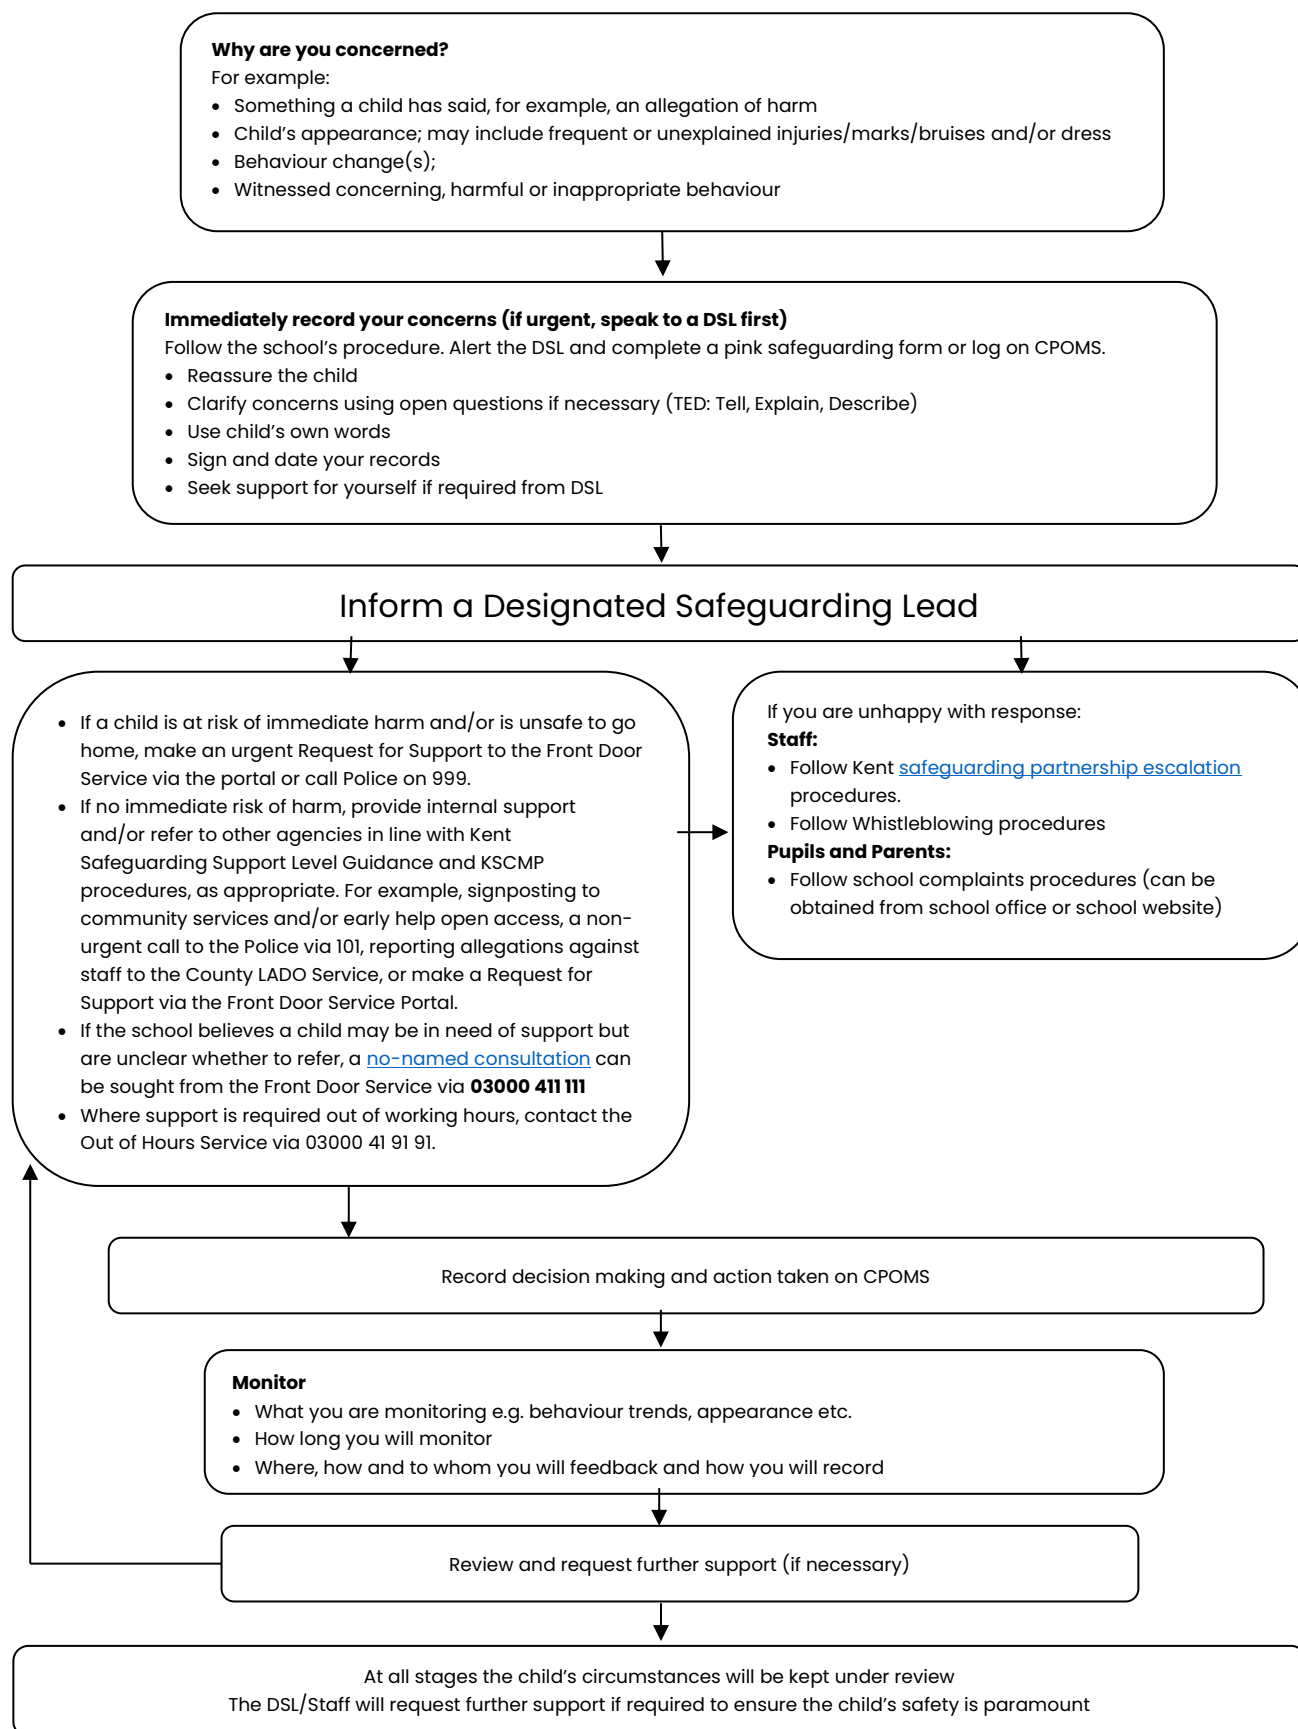 Why are you concerned?
For example:
• Something a child has said, for example, an allegation of harm
• Child’s appearance; may include frequent or unexplained injuries/marks/bruises and/or dress
• Behaviour change(s);
• Witnessed concerning, harmful or inappropriate behaviour
Immediately record your concerns (if urgent, speak to a DSL first)
Follow the school’s procedure. Alert the DSL and complete a pink safeguarding form or log on CPOMS.
• Reassure the child
• Clarify concerns using open questions if necessary (TED: Tell, Explain, Describe)
• Use child’s own words
• Sign and date your records
• Seek support for yourself if required from DSL
Inform a Designated Safeguarding Lead
• If a child is at risk of immediate harm and/or is unsafe to go
home, make an urgent Request for Support to the Front Door
Service via the portal or call Police on 999.
• If no immediate risk of harm, provide internal support
and/or refer to other agencies in line with Kent
Safeguarding Support Level Guidance and KSCMP
procedures, as appropriate. For example, signposting to
community services and/or early help open access, a non-
urgent call to the Police via 101, reporting allegations against
staff to the County LADO Service, or make a Request for
Support via the Front Door Service Portal.
• If the school believes a child may be in need of support but
are unclear whether to refer, a no-named consultation can
be sought from the Front Door Service via 03000 411 111
• Where support is required out of working hours, contact the
Out of Hours Service via 03000 41 91 91.
If you are unhappy with response:
Staff:
• Follow Kent safeguarding partnership escalation
procedures.
• Follow Whistleblowing procedures
Pupils and Parents:
• Follow school complaints procedures (can be
obtained from school office or school website)
Record decision making and action taken on CPOMS
Monitor
• What you are monitoring e.g. behaviour trends, appearance etc.
• How long you will monitor
• Where, how and to whom you will feedback and how you will record
Review and request further support (if necessary)
At all stages the child’s circumstances will be kept under review
The DSL/Staff will request further support if required to ensure the child’s safety is paramount